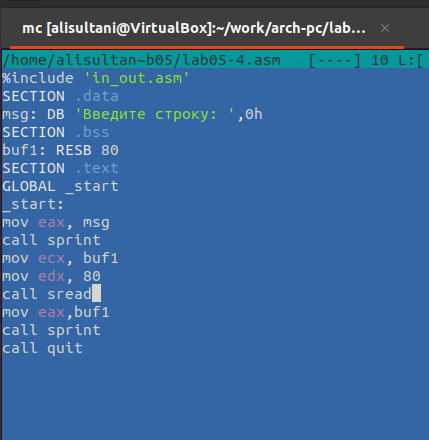 mc [alisultani@VirtualBox]:~/work/arch-pc/lab... ×
/home/alisultan~b05/lab05-4.asm [----] 10 L:[
%include 'in_out.asm'
SECTION .data
msg: DB 'Введите строку: ',0h
SECTION .bss
buf1: RESB 80
SECTION .text
GLOBAL _start
_start:
mov eax, msg
call sprint
mov ecx, buf1
mov edx, 80
call sread
mov eax,buf1
call sprint
call quit